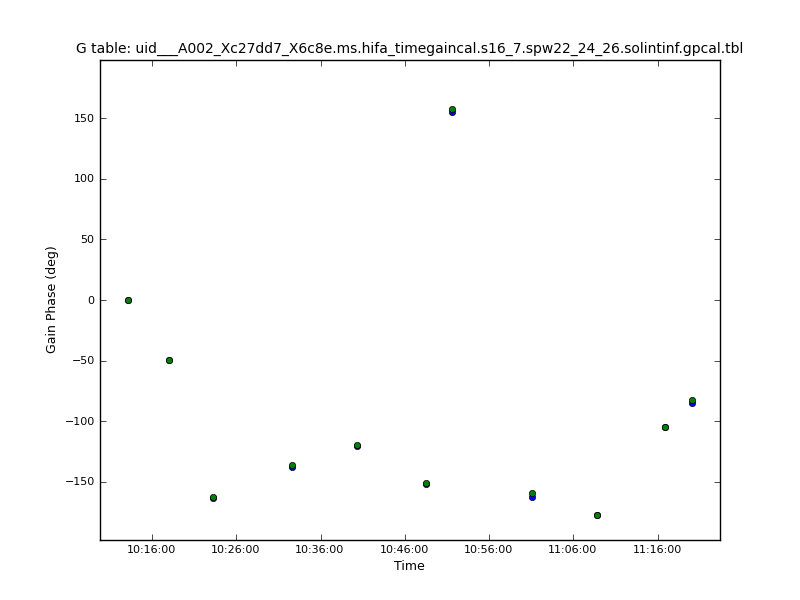 G table: uid___A002_Xc27dd7_X6c8e.ms.hifa_timegaincal.s16_7.spw22_24_26.solintinf.gpcal.tbl
150
100
50
0
−50
−100
−150
Gain Phase (deg)
10:16:00 10:26:00 10:36:00 10:46:00 10:56:00 11:06:00 11:16:00
Time